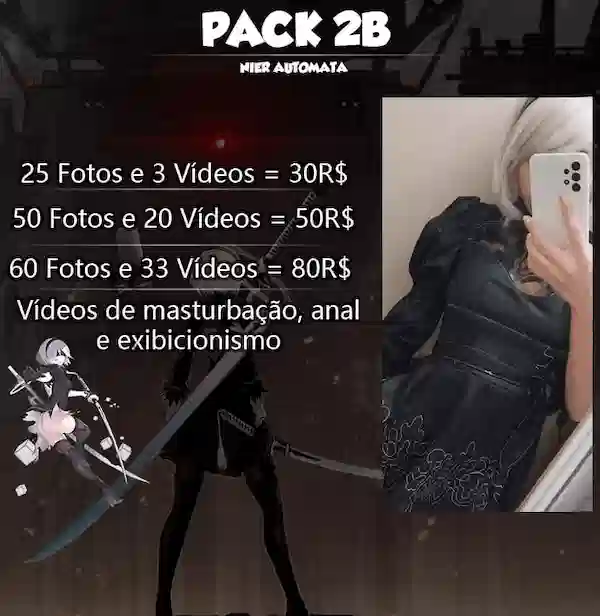 PACK 2B
NIER AUTOMATA
25 Fotos e 3 Vídeos = 30R$
50 Fotos e 20 Vídeos = 50R$
60 Fotos e 33 Vídeos = 80R$
Vídeos de masturbação, anal
e exibicionismo